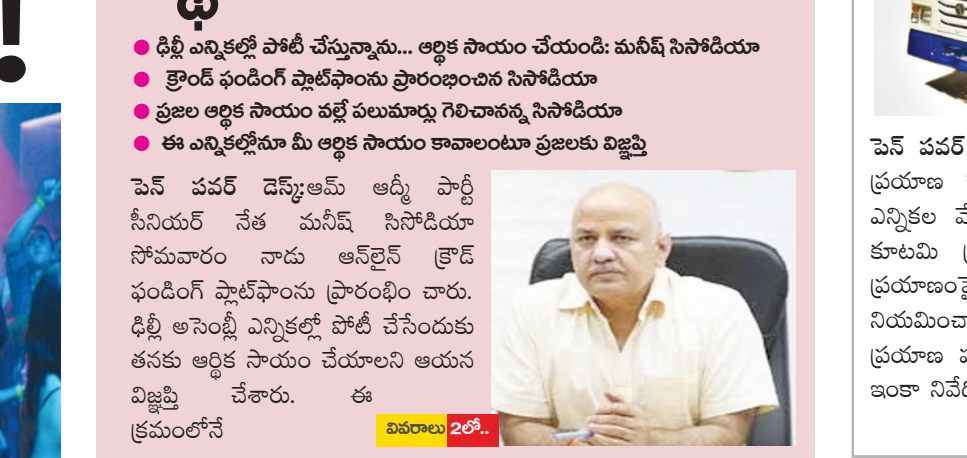 !
● ఢిల్లీ ఎన్నికల్లో పోటీ చేస్తున్నాను... ఆర్థిక సాయం చేయండి: మనీష్ సిసోడియా
● క్రౌండ్ ఫండింగ్ ప్లాట్‌ఫాంను ప్రారంభించిన సిసోడియా
● ప్రజల ఆర్థిక సాయం వల్లే పలుమార్లు గెలిచానన్న సిసోడియా
● ఈ ఎన్నికల్లోనూ మీ ఆర్థిక సాయం కావాలంటూ ప్రజలకు విజ్ఞప్తి
పెన్ పవర్ డెస్క్:ఆమ్ ఆద్మీ పార్టీ
సీనియర్ నేత మనీష్ సిసోడియా
సోమవారం నాడు ఆన్‌లైన్ క్రౌడ్
ఫండింగ్ ప్లాట్‌ఫాంను ప్రారంభిం చారు.
ఢిల్లీ అసెంబ్లీ ఎన్నికల్లో పోటీ చేసేందుకు
తనకు ఆర్థిక సాయం చేయాలని ఆయన
విజ్ఞప్తి చేశారు. ఈ
క్రమంలోనే
వివరాలు 2లో..
పెన్ పవర్
ప్రయాణ
ఎన్నికల
కూటమి
ప్రయాణంపై
ప్రయాణ
ఇంకా